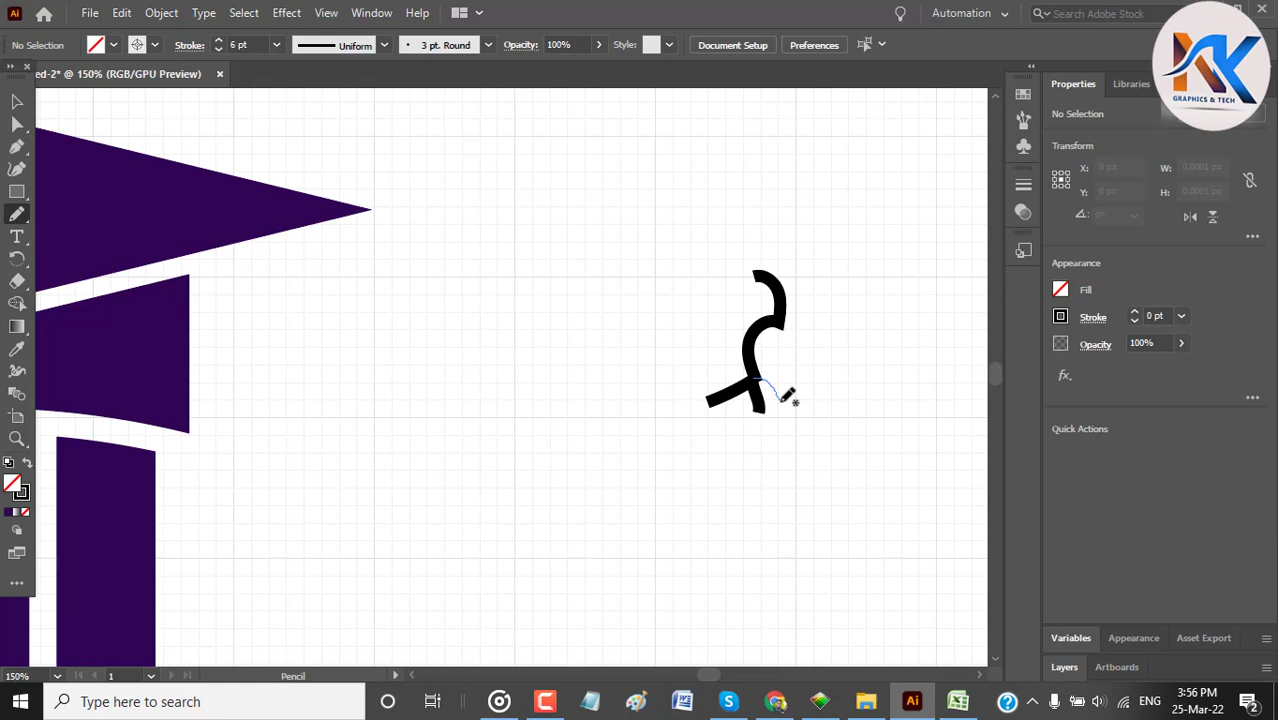 Ai File Edit Object Type Select Effect View Window Help Automation Search Adobe Stock
No Selection Stroke: 6 pt Uniform 3 pt. Round Opacity: 100% Style: Document Setup Preferences
ed-2* @ 150% (RGB/GPU Preview)
GRAPHICS & TECH
Properties Libraries
No Selection
Transform
X: 0 px W: 0.0001 px
Y: 0 px H: 0.0001 px
Appearance
Fill
Stroke 0 pt
Opacity 100%
fx.
Quick Actions
Variables Appearance Asset Export
Layers Artboards
150% 1 Pencil
Type here to search
Ai ENG 3:56 PM
25-Mar-22 2